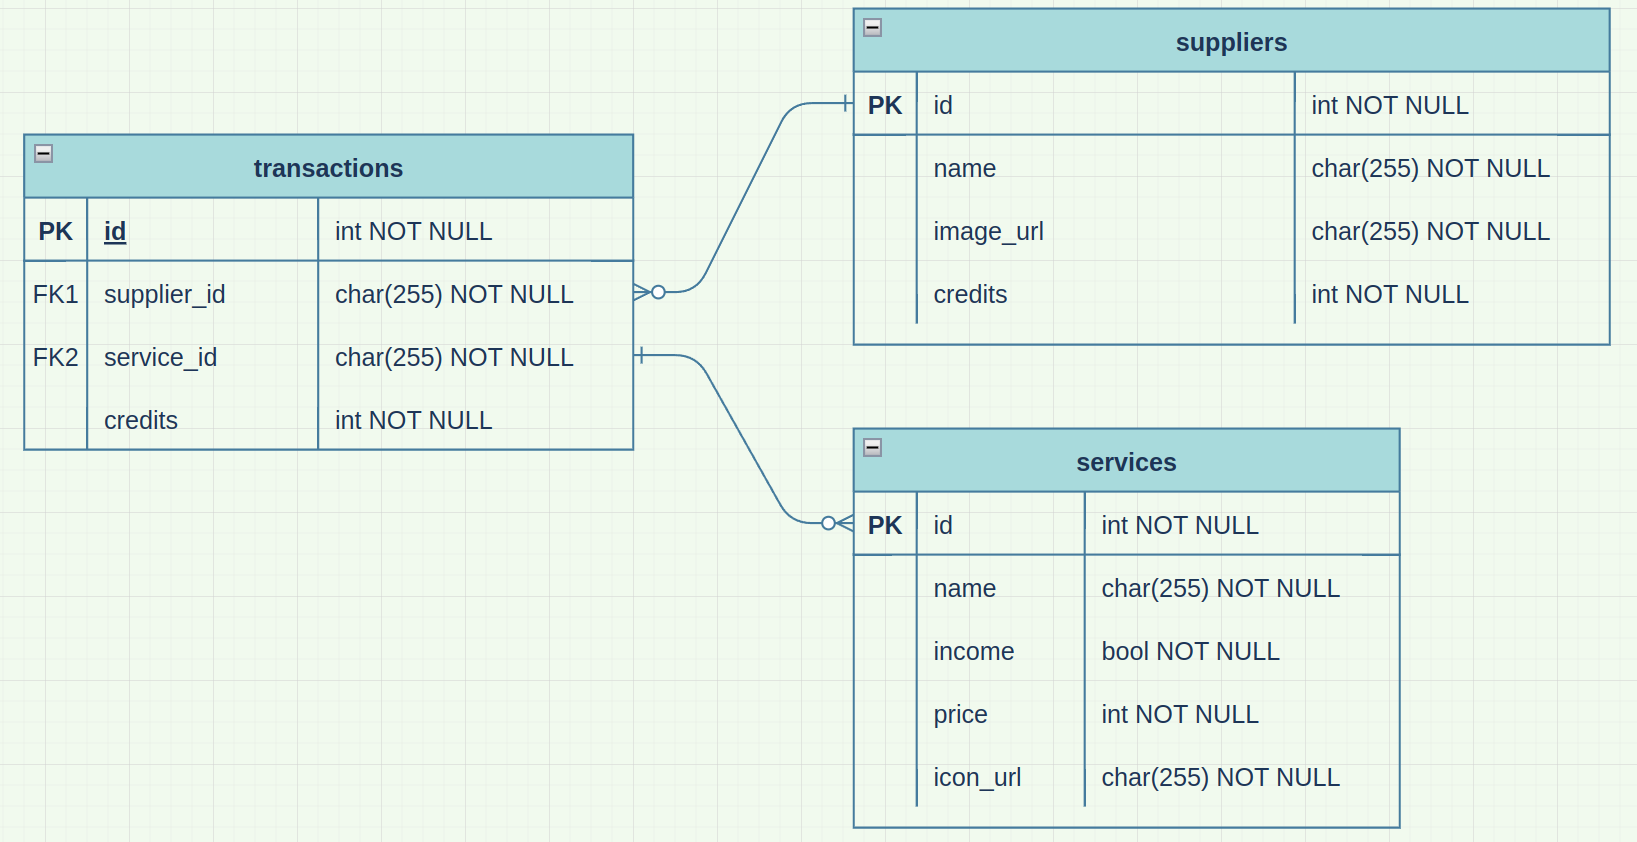 suppliers
PK id int NOT NULL
name char(255) NOT NULL
image_url char(255) NOT NULL
credits int NOT NULL
transactions
PK id int NOT NULL
FK1 supplier_id char(255) NOT NULL
FK2 service_id char(255) NOT NULL
credits int NOT NULL
services
PK id int NOT NULL
name char(255) NOT NULL
income bool NOT NULL
price int NOT NULL
icon_url char(255) NOT NULL